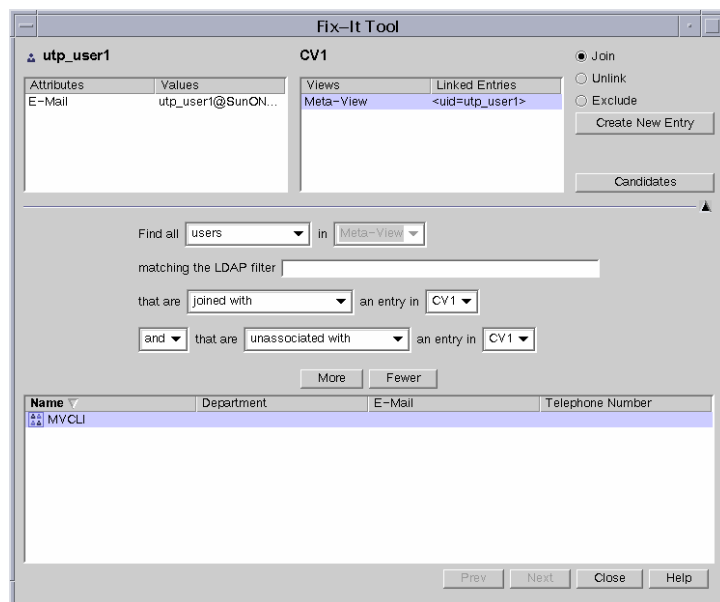 Fix-It Tool
utp_user1
CV1
Join
Unlink
Exclude
Attributes Values
E-Mail utp_user1@SunON...
Views Linked Entries
Meta-View <uid=utp_user1>
Create New Entry
Candidates
Find all users in Meta-View
matching the LDAP filter
that are joined with an entry in CV1
and that are unassociated with an entry in CV1
More Fewer
Name Department E-Mail Telephone Number
MVCLI
Prev Next Close Help